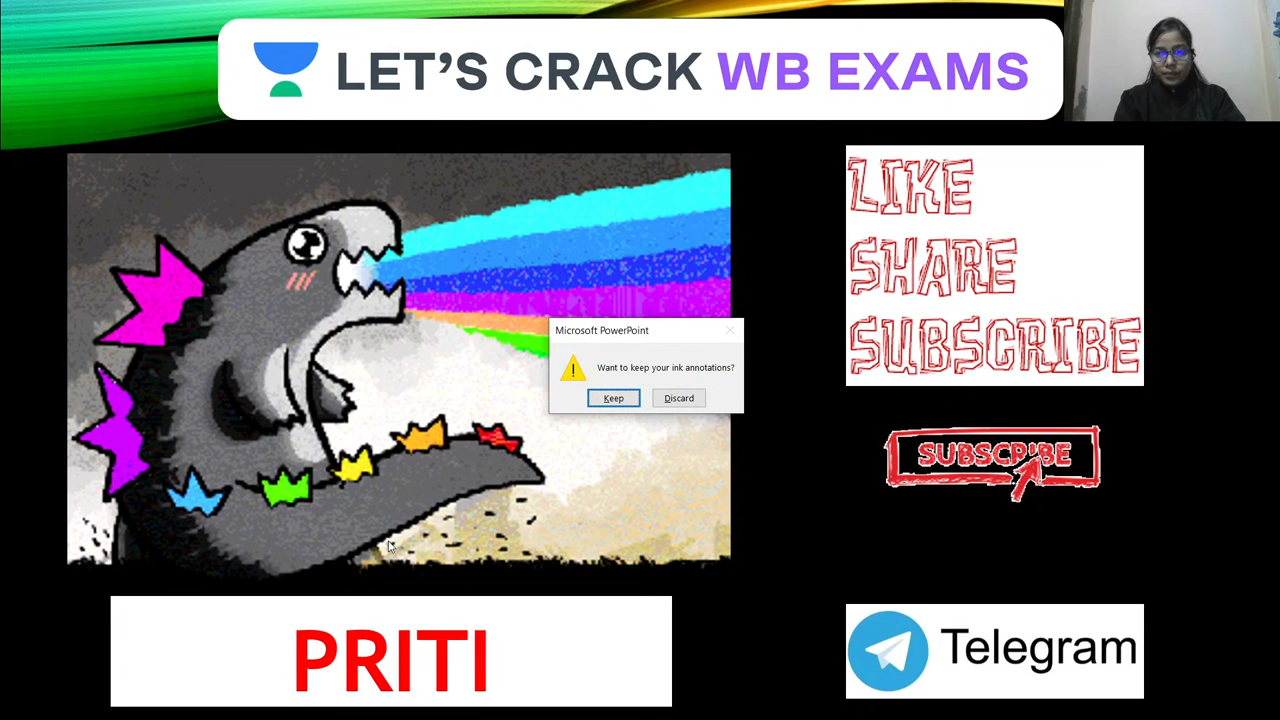 LET'S CRACK WB EXAMS
LIKE
SHARE
SUBSCRIBE
Microsoft PowerPoint
Want to keep your ink annotations?
Keep
Discard
SUBSCRIBE
PRITI
Telegram